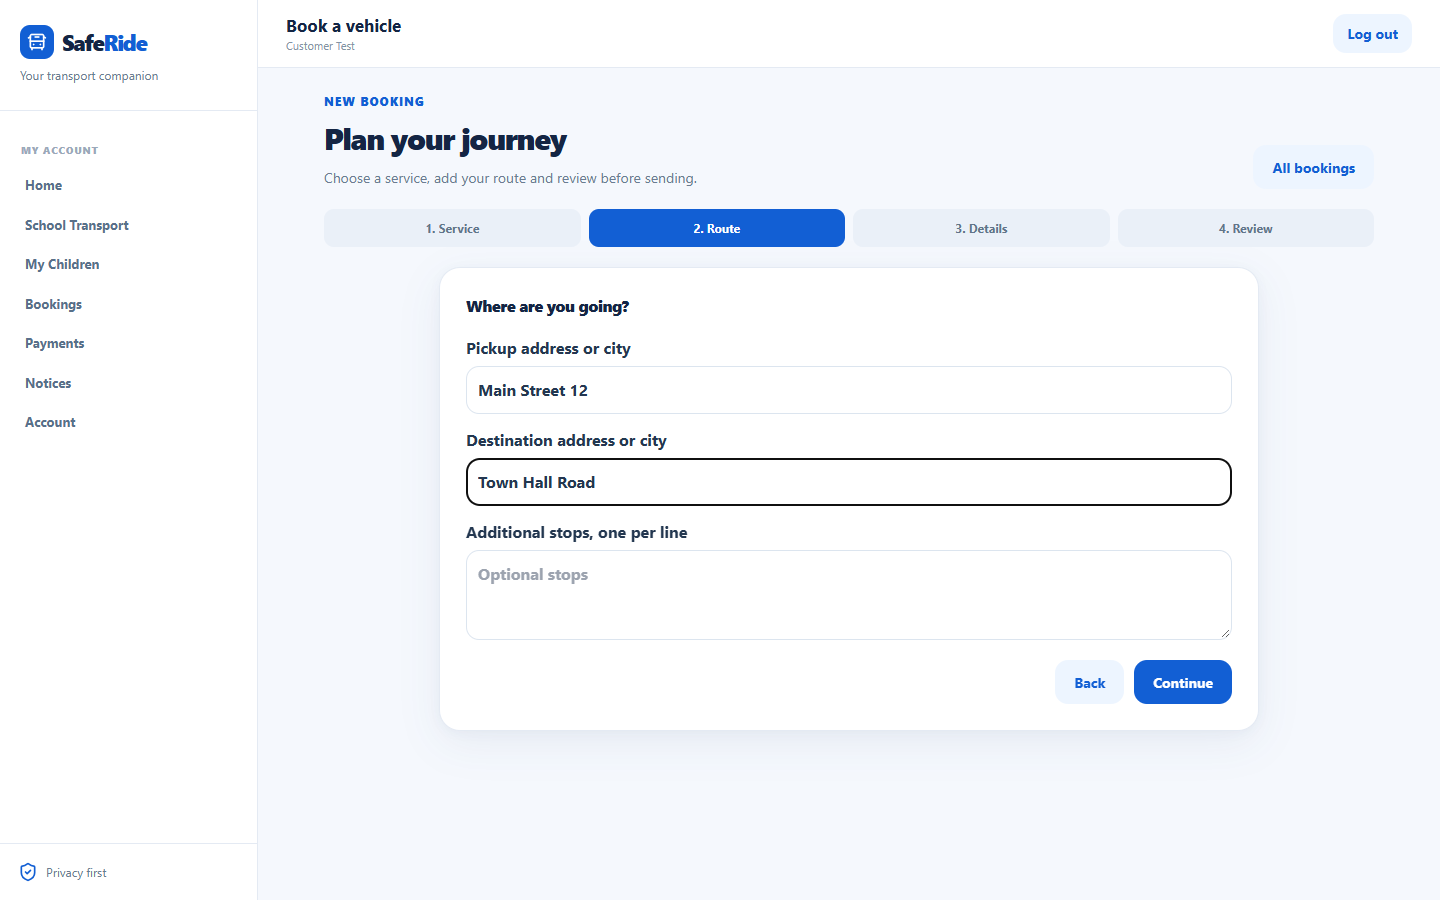 SafeRide
Your transport companion
MY ACCOUNT
Home
School Transport
My Children
Bookings
Payments
Notices
Account
Privacy first
Book a vehicle
Customer Test
Log out
NEW BOOKING
Plan your journey
Choose a service, add your route and review before sending.
All bookings
1. Service
2. Route
3. Details
4. Review
Where are you going?
Pickup address or city
Main Street 12
Destination address or city
Town Hall Road
Additional stops, one per line
Optional stops
Back
Continue